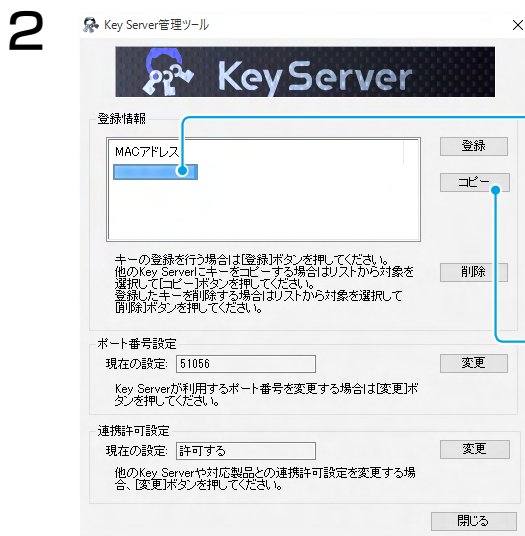 2
Key Server管理ツール
KeyServer
登録情報
MACアドレス
登録
コピー
キーの登録を行う場合は[登録]ボタンを押してください。
他のKey Serverにキーをコピーする場合はリストから対象を
選択して[コピー]ボタンを押してください。
登録したキーを削除する場合はリストから対象を選択して
[削除]ボタンを押してください。
削除
ポート番号設定
現在の設定: 51056
変更
Key Serverが利用するポート番号を変更する場合は[変更]ボ
タンを押してください。
連携許可設定
現在の設定: 許可する
変更
他のKey Serverや対応製品との連携許可設定を変更する場
合、[変更]ボタンを押してください。
閉じる